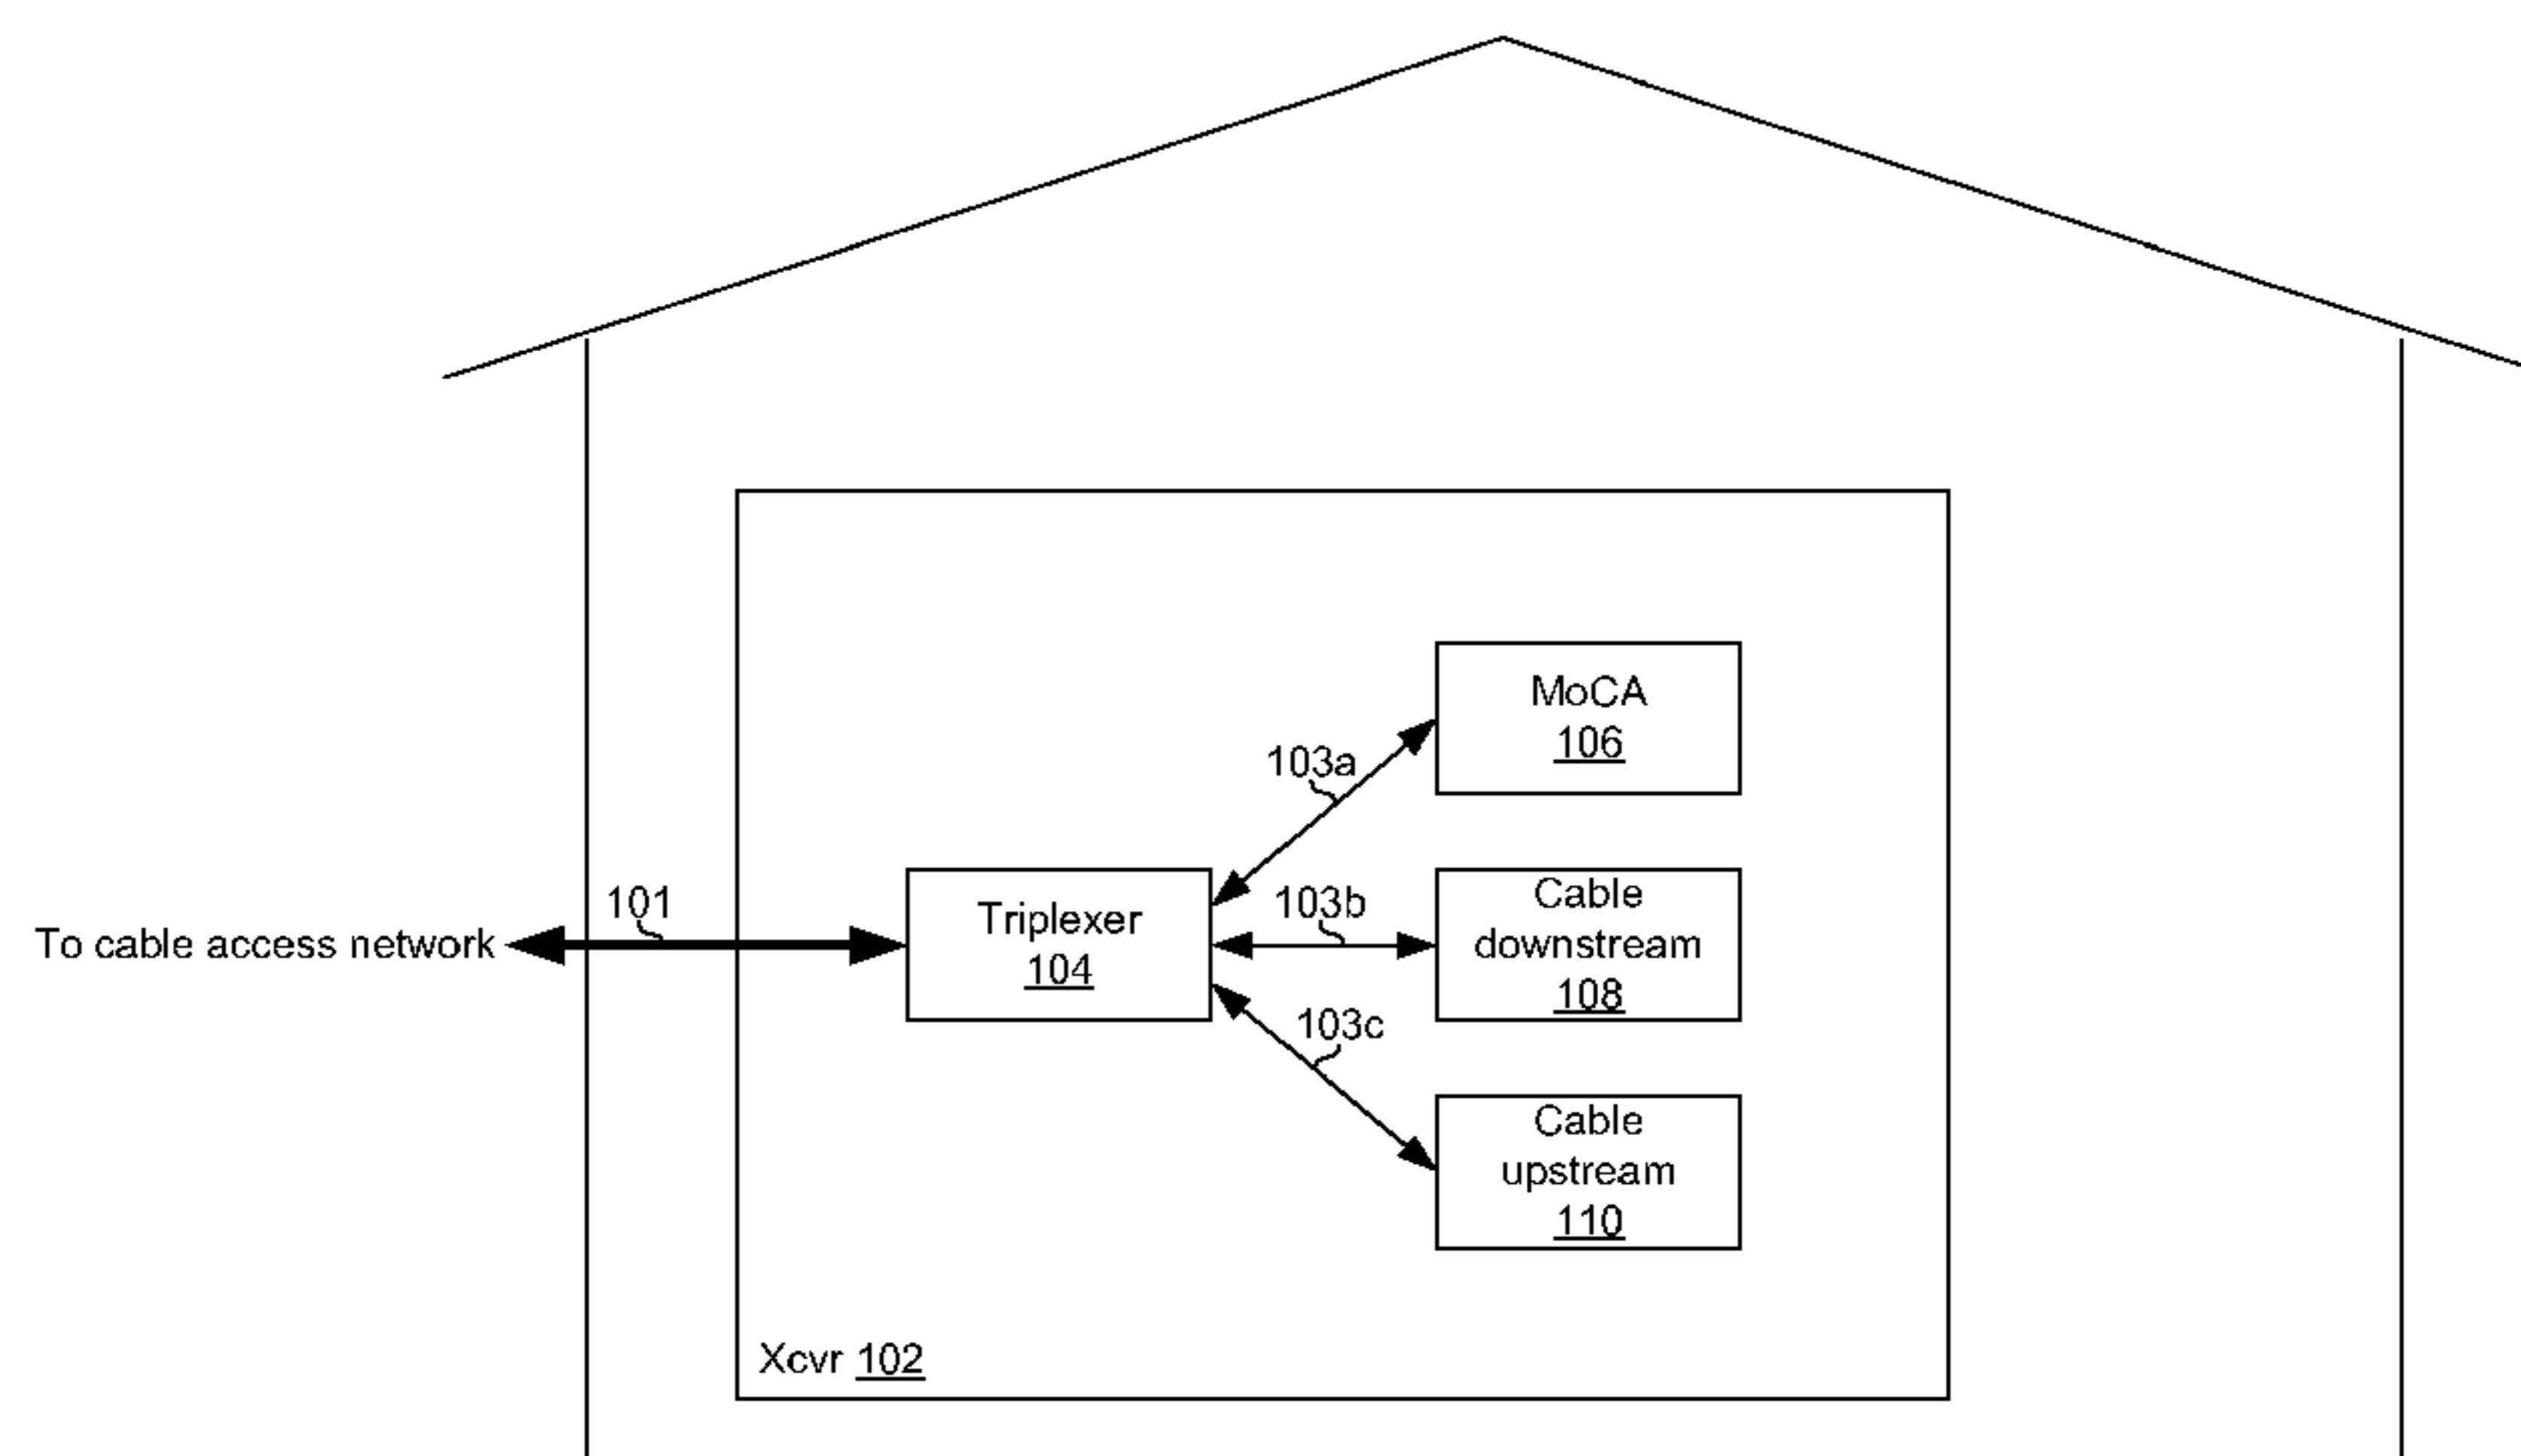 MoCA
106
103a
Cable
downstream
108
103b
101
To cable access network
Triplexer
104
103c
Cable
upstream
110
Xcvr 102